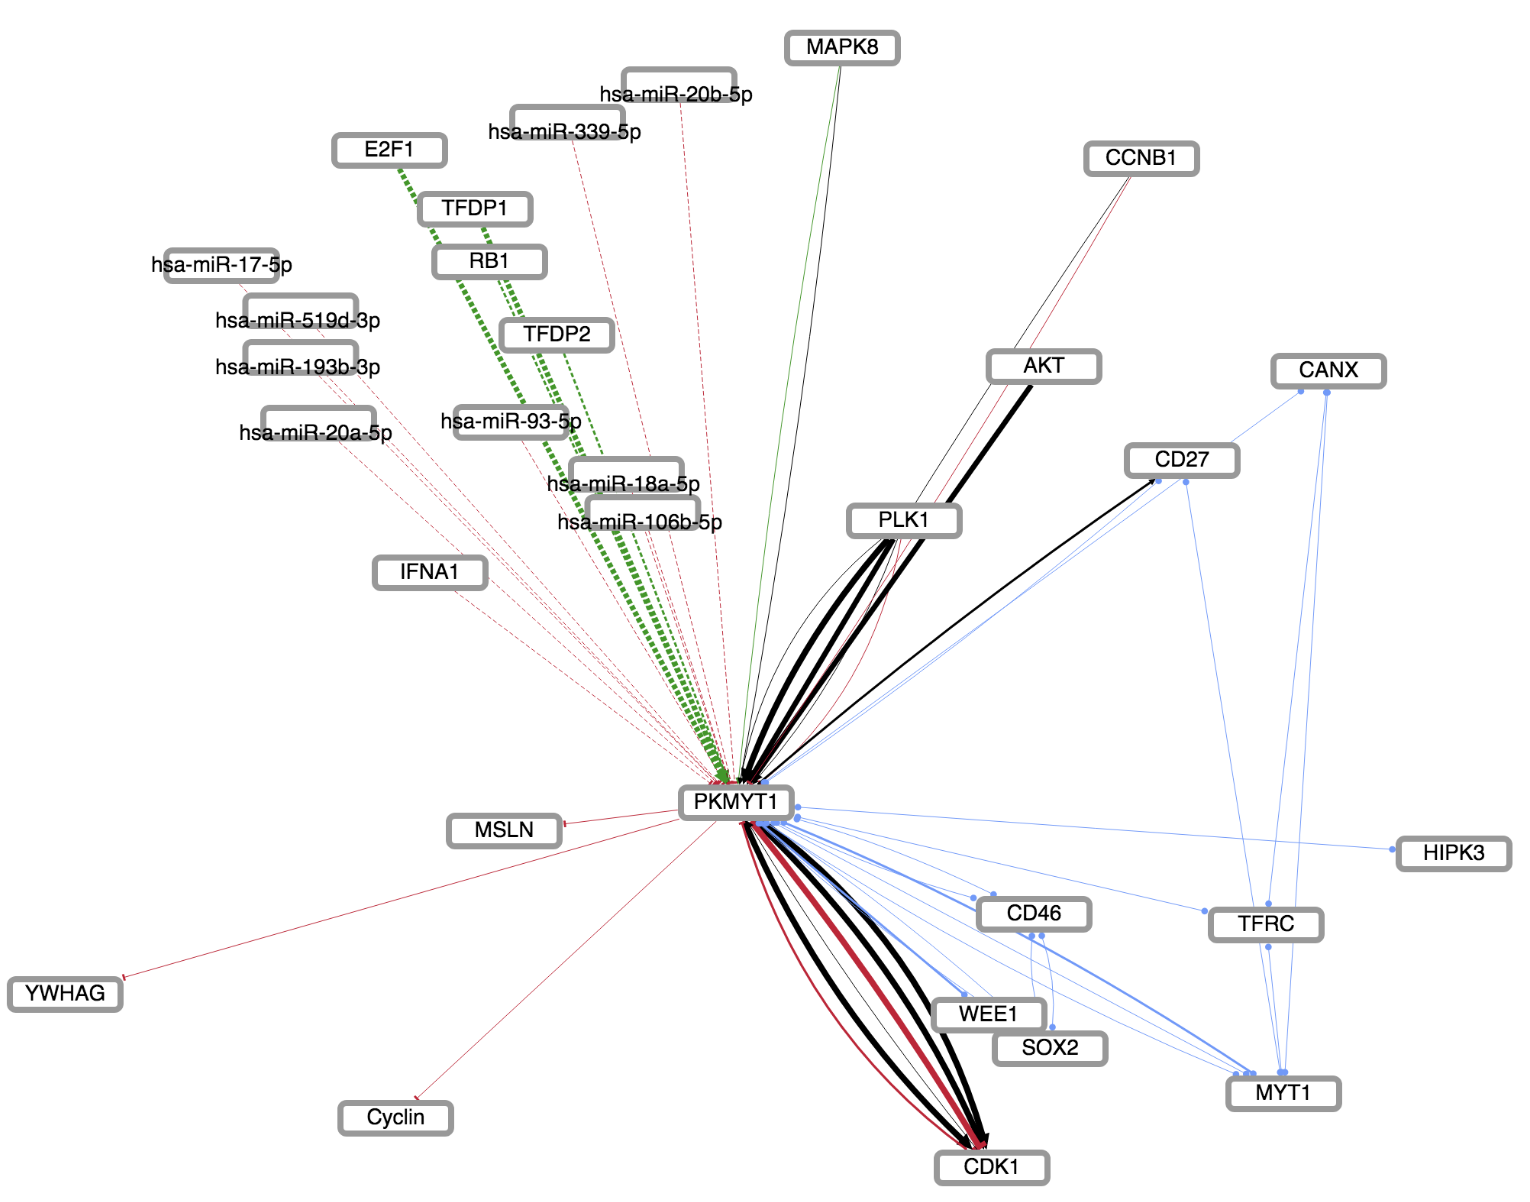 MAPK8
hsa-miR-20b-5p
hsa-miR-339-5p
E2F1
CCNB1
TFDP1
RB1
hsa-miR-17-5p
hsa-miR-519d-3p
TFDP2
hsa-miR-193b-3p
AKT
CANX
hsa-miR-20a-5p
hsa-miR-93-5p
CD27
hsa-miR-18a-5p
hsa-miR-106b-5p
PLK1
IFNA1
PKMYT1
MSLN
HIPK3
CD46
TFRC
YWHAG
WEE1
SOX2
MYT1
Cyclin
CDK1